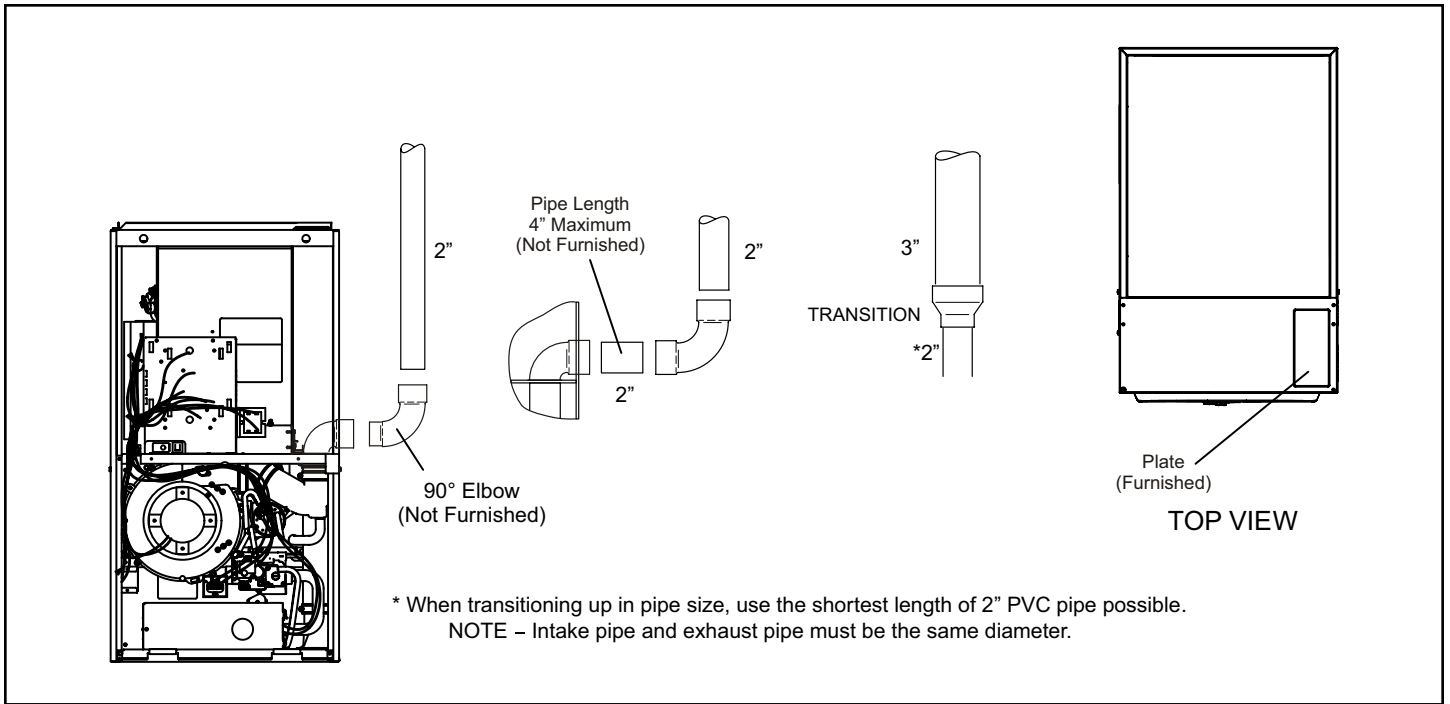 2”
90° Elbow
(Not Furnished)
Pipe Length
4” Maximum
(Not Furnished)
2”
2”
3”
TRANSITION
*2”
Plate
(Furnished)
TOP VIEW
* When transitioning up in pipe size, use the shortest length of 2” PVC pipe possible.
NOTE – Intake pipe and exhaust pipe must be the same diameter.